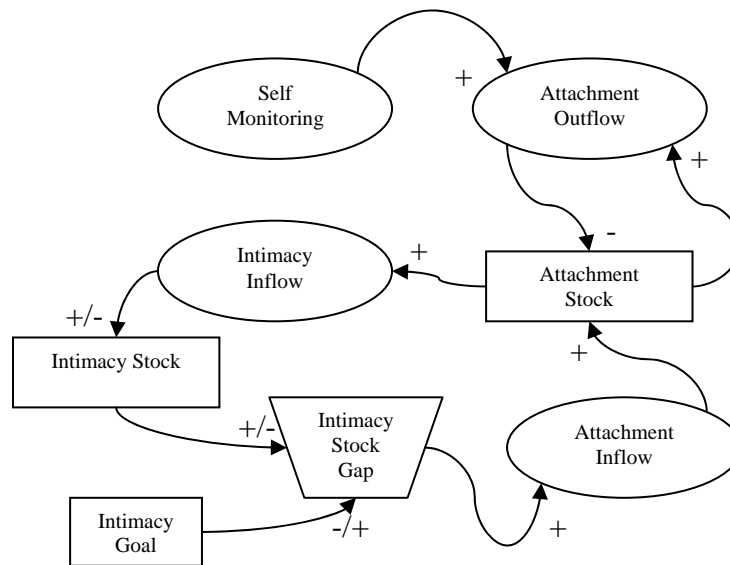 +
Self
Monitoring
Attachment
Outflow
+
-
Intimacy
Inflow
+
Attachment
Stock
+/-
+
Intimacy Stock
+/-
Intimacy
Stock
Gap
Attachment
Inflow
Intimacy
Goal
-/+
+